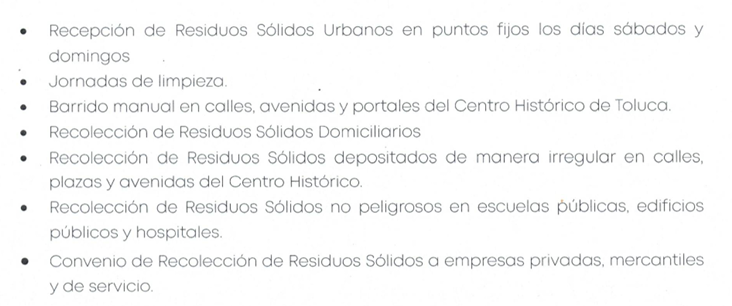 • Recepción de Residuos Sólidos Urbanos en puntos fijos los días sábados y
domingos
• Jornadas de limpieza.
• Barrido manual en calles, avenidas y portales del Centro Histórico de Toluca.
• Recolección de Residuos Sólidos Domiciliarios
• Recolección de Residuos Sólidos depositados de manera irregular en calles,
plazas y avenidas del Centro Histórico.
• Recolección de Residuos Sólidos no peligrosos en escuelas públicas, edificios
públicos y hospitales.
• Convenio de Recolección de Residuos Sólidos a empresas privadas, mercantiles
y de servicio.